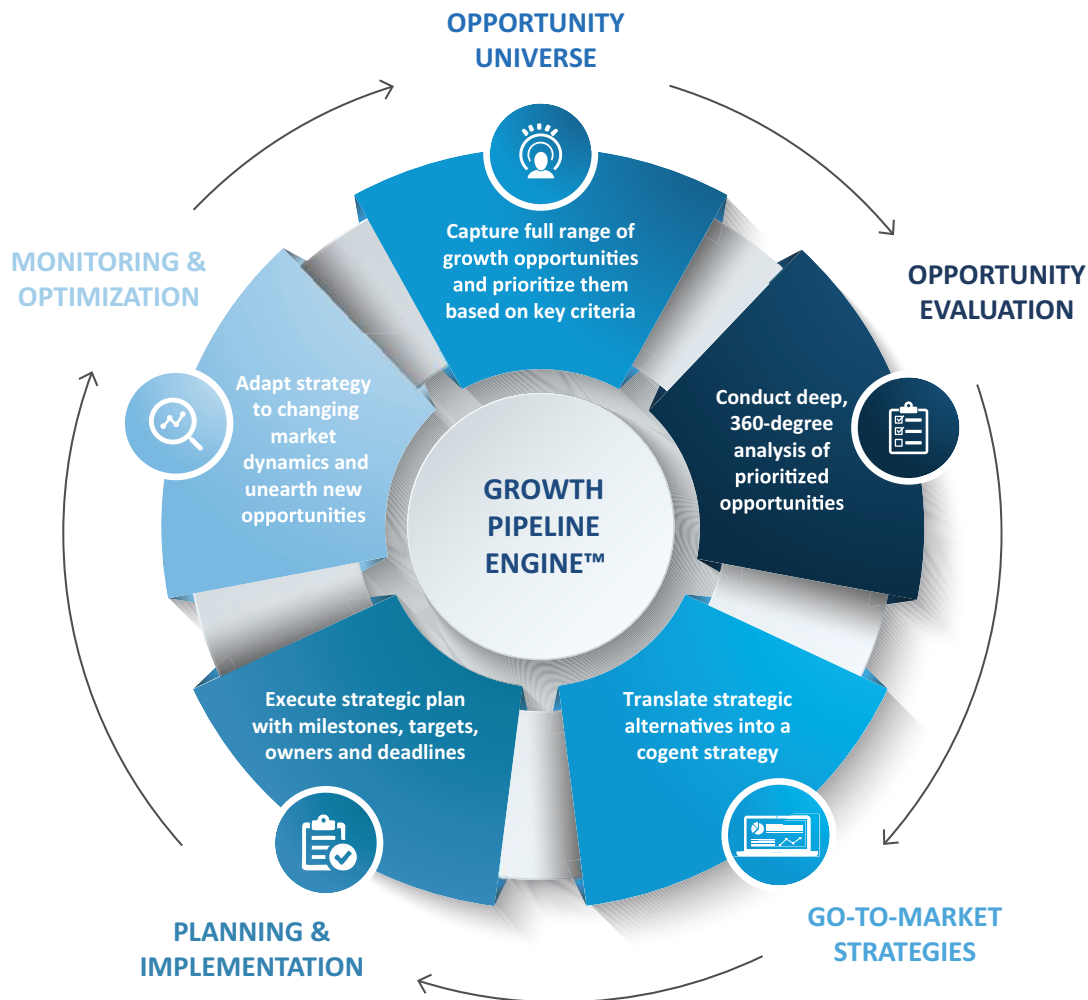 OPPORTUNITY
UNIVERSE
Capture full range of
growth opportunities
and prioritize them
based on key criteria
OPPORTUNITY
EVALUATION
Conduct deep,
360-degree
analysis of
prioritized
opportunities
GO-TO-MARKET
STRATEGIES
Translate strategic
alternatives into a
cogent strategy
PLANNING &
IMPLEMENTATION
Execute strategic plan
with milestones, targets,
owners and deadlines
MONITORING &
OPTIMIZATION
Adapt strategy
to changing
market
dynamics and
unearth new
opportunities
GROWTH
PIPELINE
ENGINE™